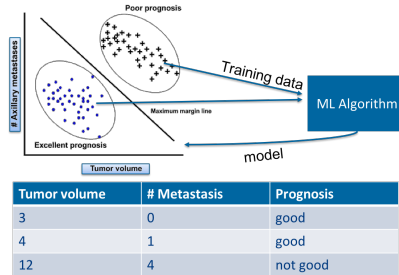 Poor prognosis
# Axillary metastases
Training data
ML Algorithm
Maximum margin line
Excellent prognosis
model
Tumor volume
Tumor volume # Metastasis Prognosis
3 0 good
4 1 good
12 4 not good